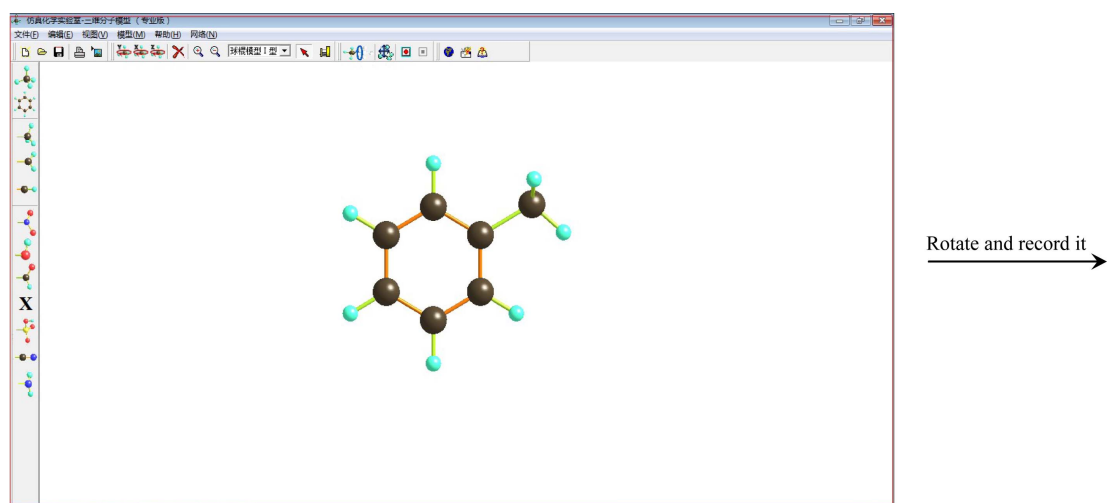 仿真化学实验室-三维分子模型 （专业版）
文件(F) 编辑(E) 视图(V) 模型(M) 帮助(H) 网络(N)
球棍模型Ⅰ型
X
Rotate and record it